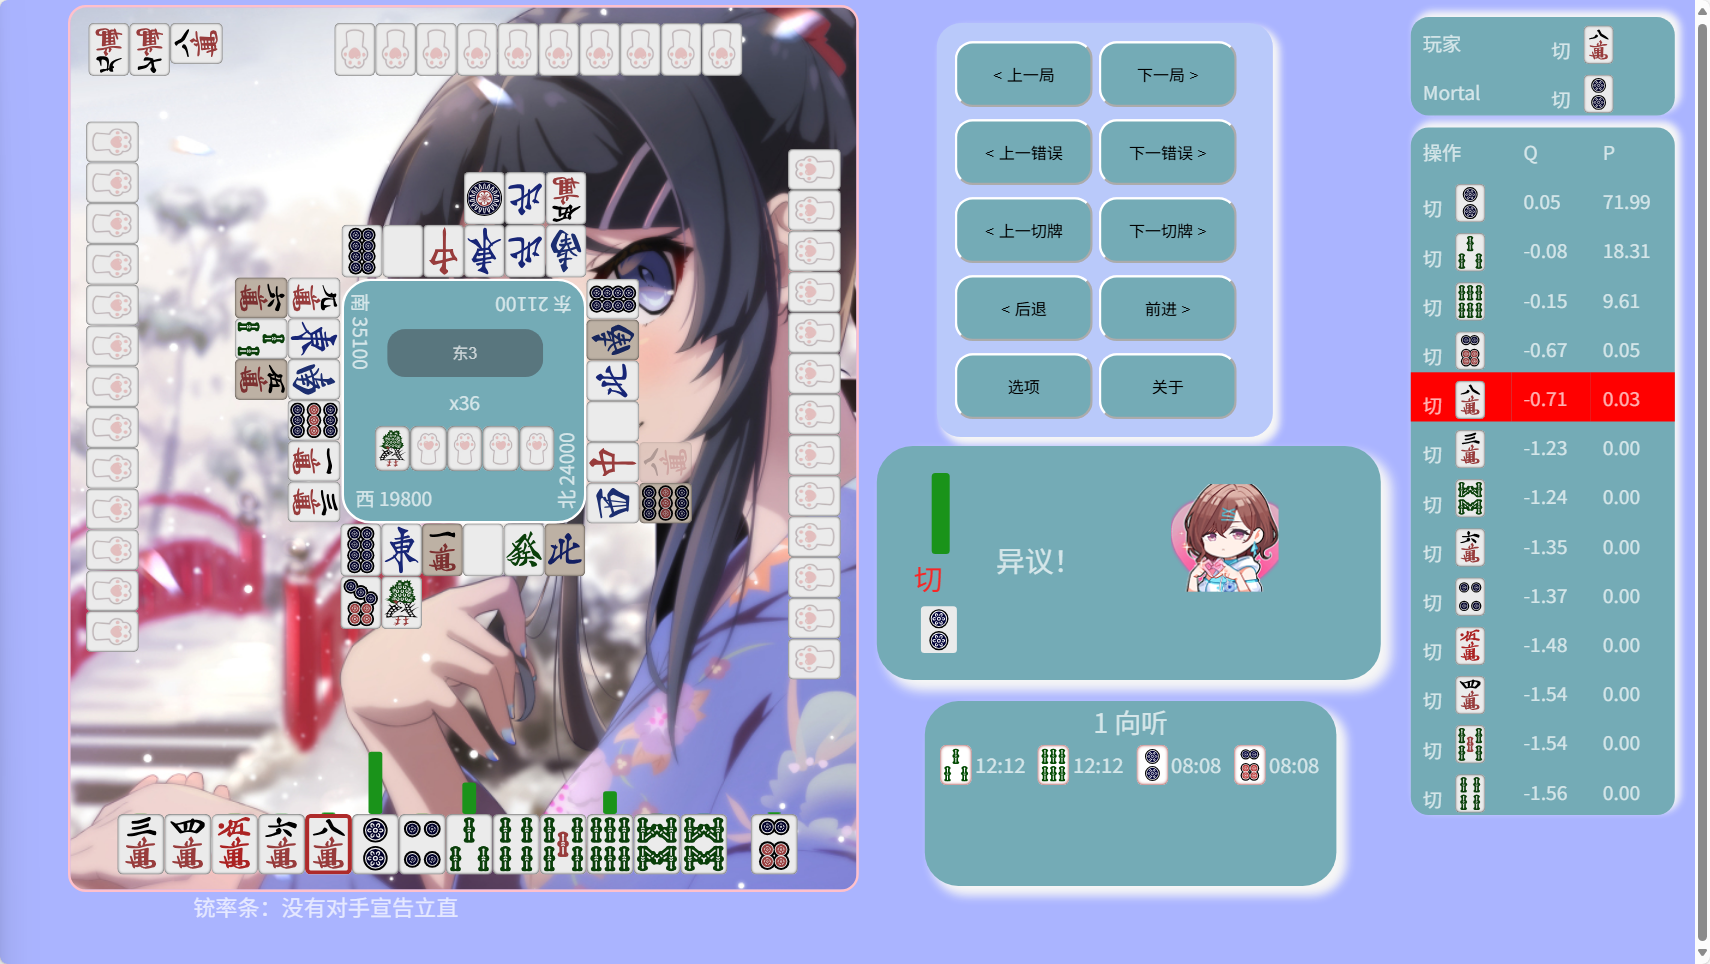 南 35100
东 21100
东3
x36
西 19800
北 24000
铳率条：没有对手宣告立直
< 上一局
下一局 >
< 上一错误
下一错误 >
< 上一切牌
下一切牌 >
< 后退
前进 >
选项
关于
切
异议！
1 向听
12:12 12:12 08:08 08:08
玩家 切
Mortal 切
操作 Q P
切 0.05 71.99
切 -0.08 18.31
切 -0.15 9.61
切 -0.67 0.05
切 -0.71 0.03
切 -1.23 0.00
切 -1.24 0.00
切 -1.35 0.00
切 -1.37 0.00
切 -1.48 0.00
切 -1.54 0.00
切 -1.54 0.00
切 -1.56 0.00